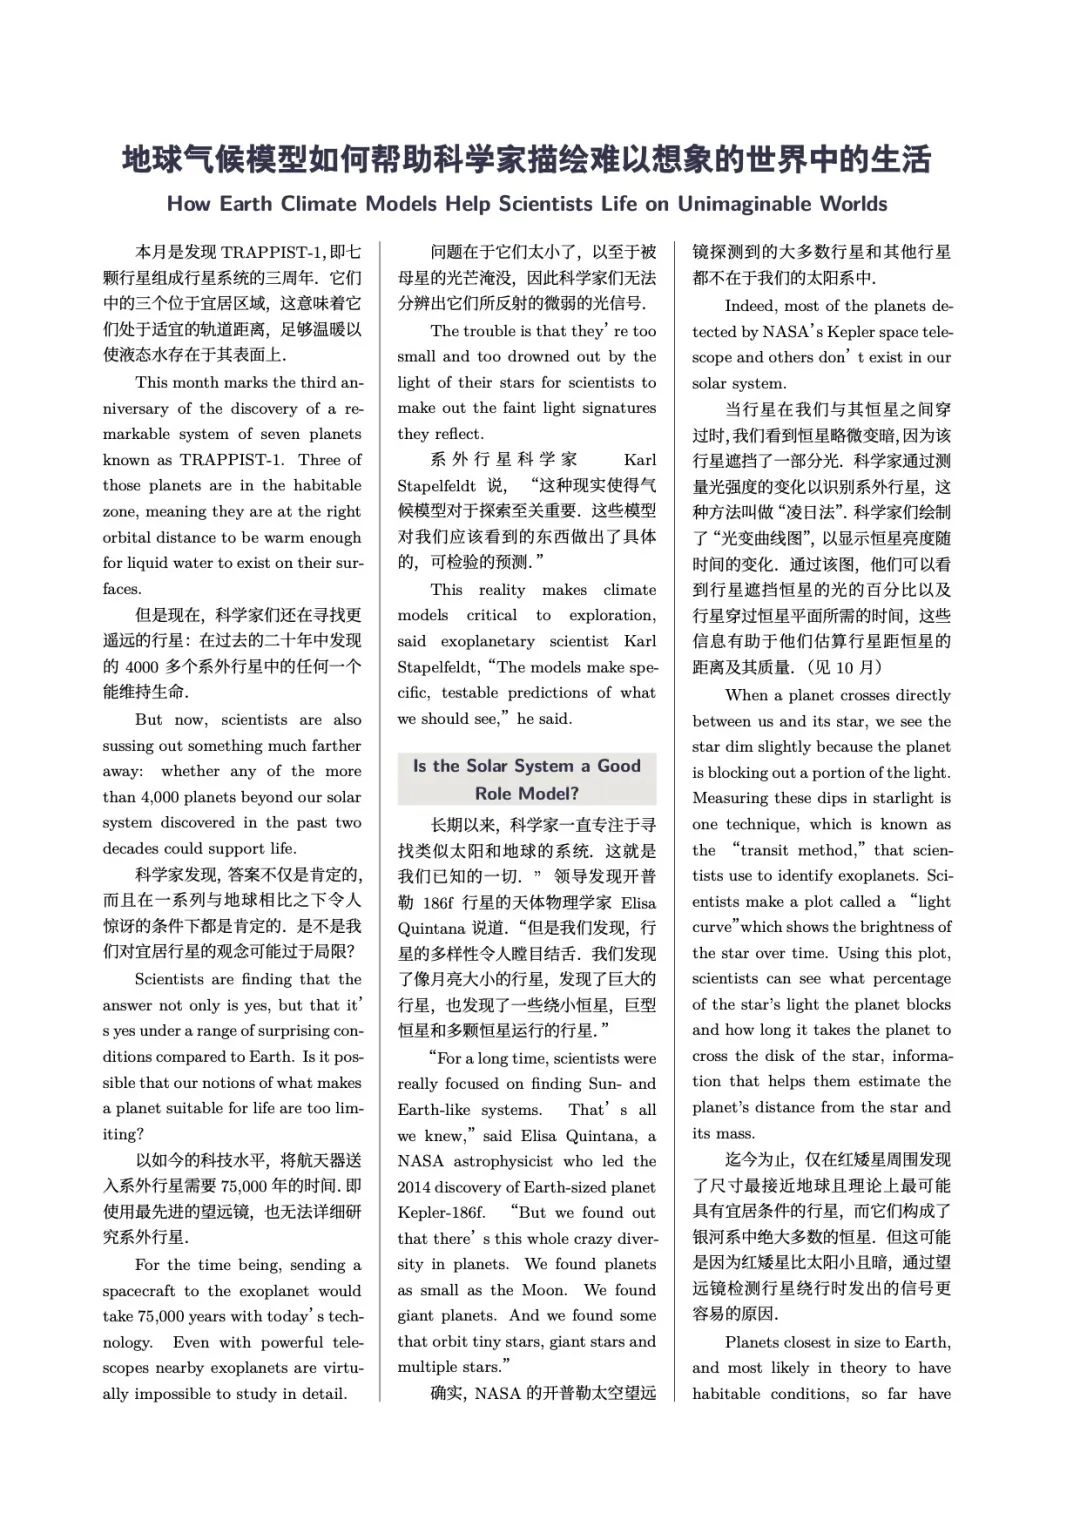 地球气候模型如何帮助科学家描绘难以想象的世界中的生活
How Earth Climate Models Help Scientists Life on Unimaginable Worlds
本月是发现 TRAPPIST-1, 即七
颗行星组成行星系统的三周年．它们
中的三个位于宜居区域，这意味着它
们处于适宜的轨道距离，足够温暖以
使液态水存在于其表面上．
This month marks the third an-
niversary of the discovery of a re-
markable system of seven planets
known as TRAPPIST-1. Three of
those planets are in the habitable
zone, meaning they are at the right
orbital distance to be warm enough
for liquid water to exist on their sur-
faces.
但是现在，科学家们还在寻找更
遥远的行星：在过去的二十年中发现
的 4000 多个系外行星中的任何一个
能维持生命．
But now, scientists are also
sussing out something much farther
away: whether any of the more
than 4,000 planets beyond our solar
system discovered in the past two
decades could support life.
科学家发现, 答案不仅是肯定的,
而且在一系列与地球相比之下令人
惊讶的条件下都是肯定的．是不是我
们对宜居行星的观念可能过于局限？
Scientists are finding that the
answer not only is yes, but that it’
s yes under a range of surprising con-
ditions compared to Earth. Is it pos-
sible that our notions of what makes
a planet suitable for life are too lim-
iting?
以如今的科技水平，将航天器送
入系外行星需要 75,000 年的时间．即
使用最先进的望远镜，也无法详细研
究系外行星．
For the time being, sending a
spacecraft to the exoplanet would
take 75,000 years with today’s tech-
nology. Even with powerful tele-
scopes nearby exoplanets are virtu-
ally impossible to study in detail.
问题在于它们太小了，以至于被
母星的光芒淹没，因此科学家们无法
分辨出它们所反射的微弱的光信号．
The trouble is that they’re too
small and too drowned out by the
light of their stars for scientists to
make out the faint light signatures
they reflect.
系外行星科学家 Karl
Stapelfeldt 说，“这种现实使得气
候模型对于探索至关重要．这些模型
对我们应该看到的东西做出了具体
的，可检验的预测．”
This reality makes climate
models critical to exploration,
said exoplanetary scientist Karl
Stapelfeldt, “The models make spe-
cific, testable predictions of what
we should see,” he said.
Is the Solar System a Good
Role Model?
长期以来，科学家一直专注于寻
找类似太阳和地球的系统．这就是
我们已知的一切．” 领导发现开普
勒 186f 行星的天体物理学家 Elisa
Quintana 说道．“但是我们发现，行
星的多样性令人瞠目结舌．我们发现
了像月亮大小的行星，发现了巨大的
行星，也发现了一些绕小恒星，巨型
恒星和多颗恒星运行的行星．”
“For a long time, scientists were
really focused on finding Sun- and
Earth-like systems. That’s all
we knew,” said Elisa Quintana, a
NASA astrophysicist who led the
2014 discovery of Earth-sized planet
Kepler-186f. “But we found out
that there’s this whole crazy diver-
sity in planets. We found planets
as small as the Moon. We found
giant planets. And we found some
that orbit tiny stars, giant stars and
multiple stars.”
确实，NASA 的开普勒太空望远
镜探测到的大多数行星和其他行星
都不在于我们的太阳系中．
Indeed, most of the planets de-
tected by NASA’s Kepler space tele-
scope and others don’t exist in our
solar system.
当行星在我们与其恒星之间穿
过时, 我们看到恒星略微变暗, 因为该
行星遮挡了一部分光．科学家通过测
量光强度的变化以识别系外行星，这
种方法叫做“凌日法”．科学家们绘制
了“光变曲线图”，以显示恒星亮度随
时间的变化．通过该图，他们可以看
到行星遮挡恒星的光的百分比以及
行星穿过恒星平面所需的时间，这些
信息有助于他们估算行星距恒星的
距离及其质量．（见 10 月）
When a planet crosses directly
between us and its star, we see the
star dim slightly because the planet
is blocking out a portion of the light.
Measuring these dips in starlight is
one technique, which is known as
the “transit method,” that scien-
tists use to identify exoplanets. Sci-
entists make a plot called a “light
curve”which shows the brightness of
the star over time. Using this plot,
scientists can see what percentage
of the star’s light the planet blocks
and how long it takes the planet to
cross the disk of the star, informa-
tion that helps them estimate the
planet’s distance from the star and
its mass.
迄今为止，仅在红矮星周围发现
了尺寸最接近地球且理论上最可能
具有宜居条件的行星，而它们构成了
银河系中绝大多数的恒星．但这可能
是因为红矮星比太阳小且暗，通过望
远镜检测行星绕行时发出的信号更
容易的原因．
Planets closest in size to Earth,
and most likely in theory to have
habitable conditions, so far have